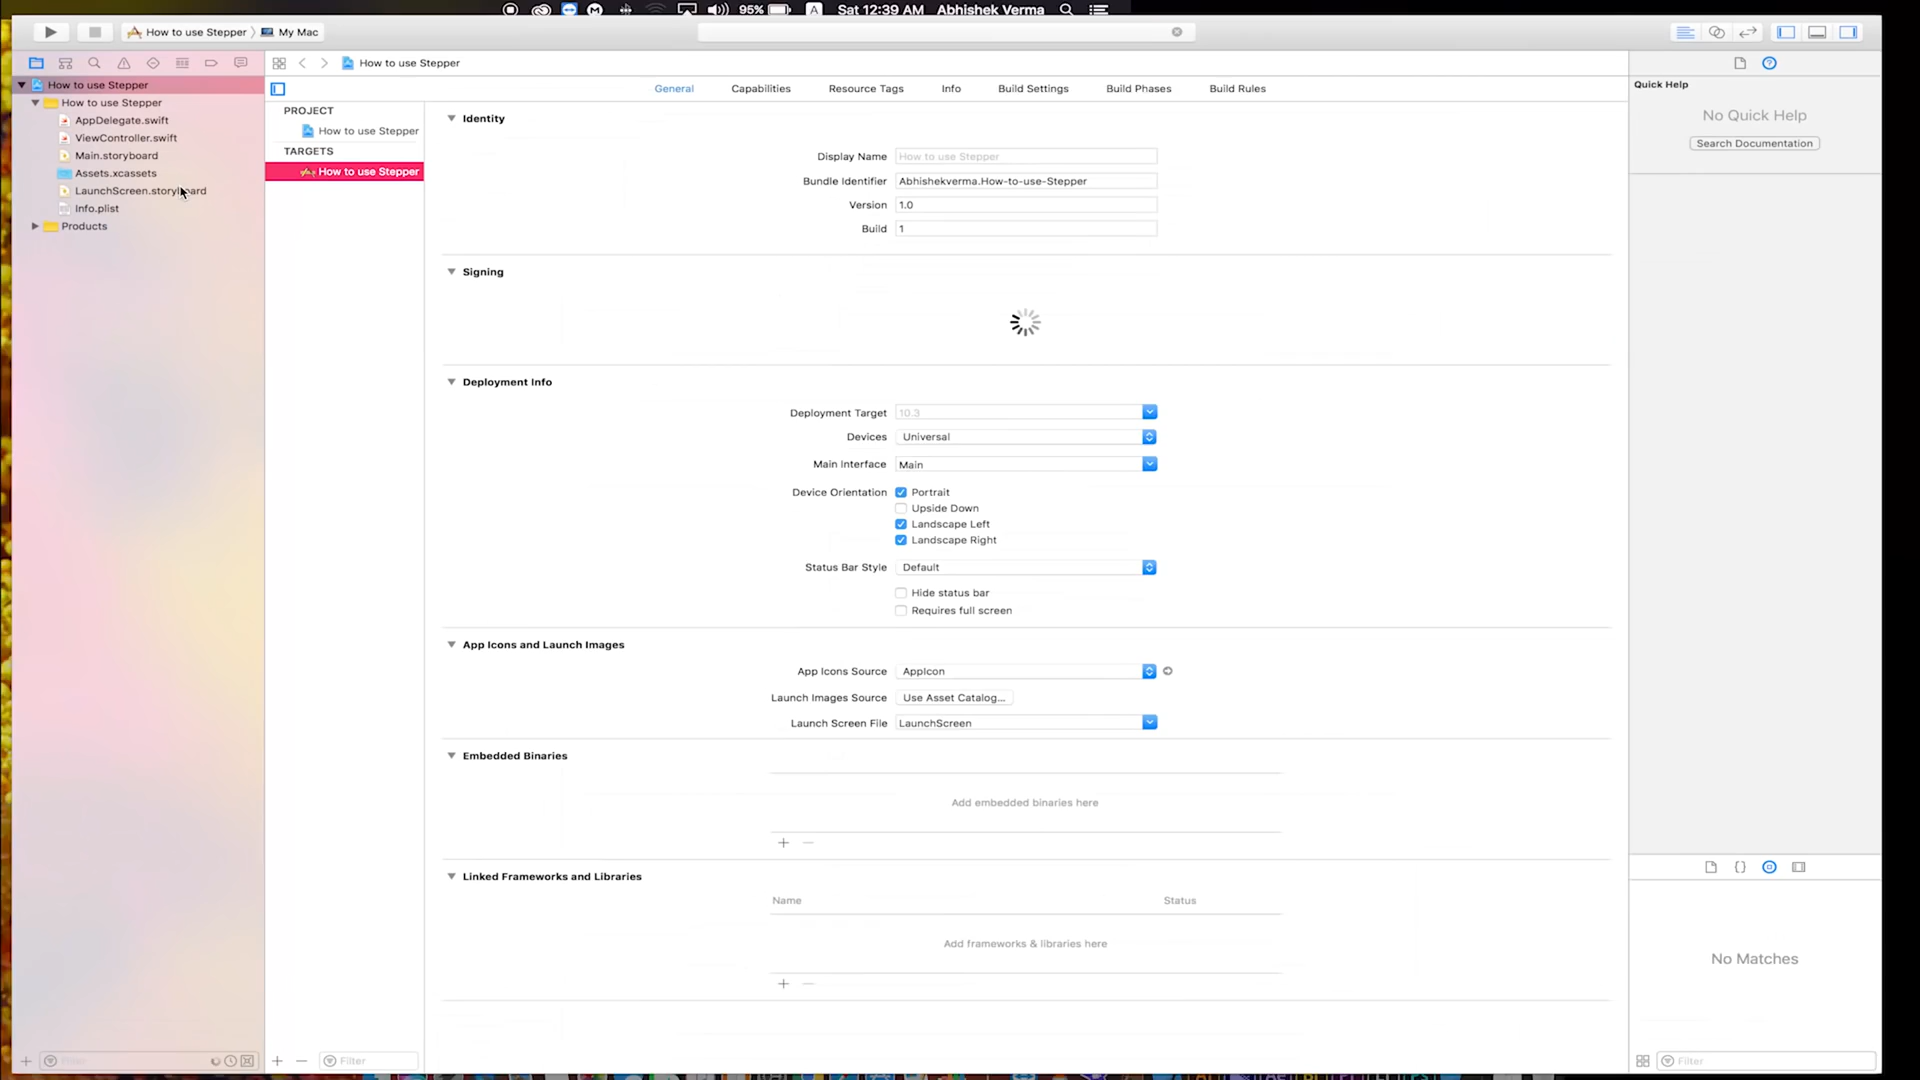 95% A Sat 12:39 AM Abhishek Verma
How to use Stepper My Mac
How to use Stepper
Quick Help
No Quick Help
Search Documentation
How to use Stepper
How to use Stepper
AppDelegate.swift
ViewController.swift
Main.storyboard
Assets.xcassets
LaunchScreen.storyboard
Info.plist
Products
General Capabilities Resource Tags Info Build Settings Build Phases Build Rules
PROJECT
How to use Stepper
TARGETS
How to use Stepper
Identity
Display Name How to use Stepper
Bundle Identifier Abhishekverma.How-to-use-Stepper
Version 1.0
Build 1
Signing
Deployment Info
Deployment Target 10.3
Devices Universal
Main Interface Main
Device Orientation Portrait
Upside Down
Landscape Left
Landscape Right
Status Bar Style Default
Hide status bar
Requires full screen
App Icons and Launch Images
App Icons Source AppIcon
Launch Images Source Use Asset Catalog...
Launch Screen File LaunchScreen
Embedded Binaries
Add embedded binaries here
Linked Frameworks and Libraries
Name Status
Add frameworks & libraries here
No Matches
Filter Filter Filter